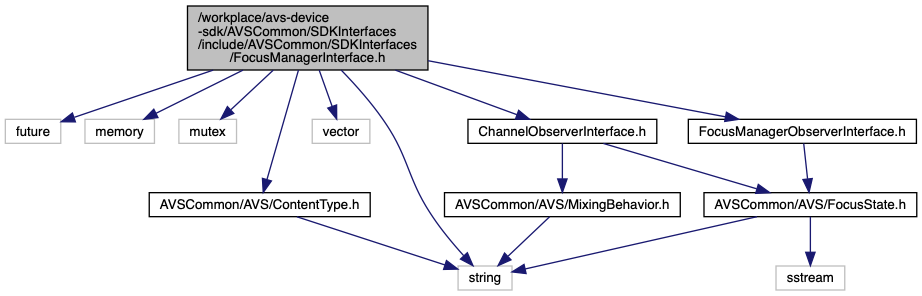 /workplace/avs-device
-sdk/AVSCommon/SDKInterfaces
/include/AVSCommon/SDKInterfaces
/FocusManagerInterface.h
future
memory
mutex
vector
ChannelObserverInterface.h
FocusManagerObserverInterface.h
AVSCommon/AVS/ContentType.h
AVSCommon/AVS/MixingBehavior.h
AVSCommon/AVS/FocusState.h
string
sstream